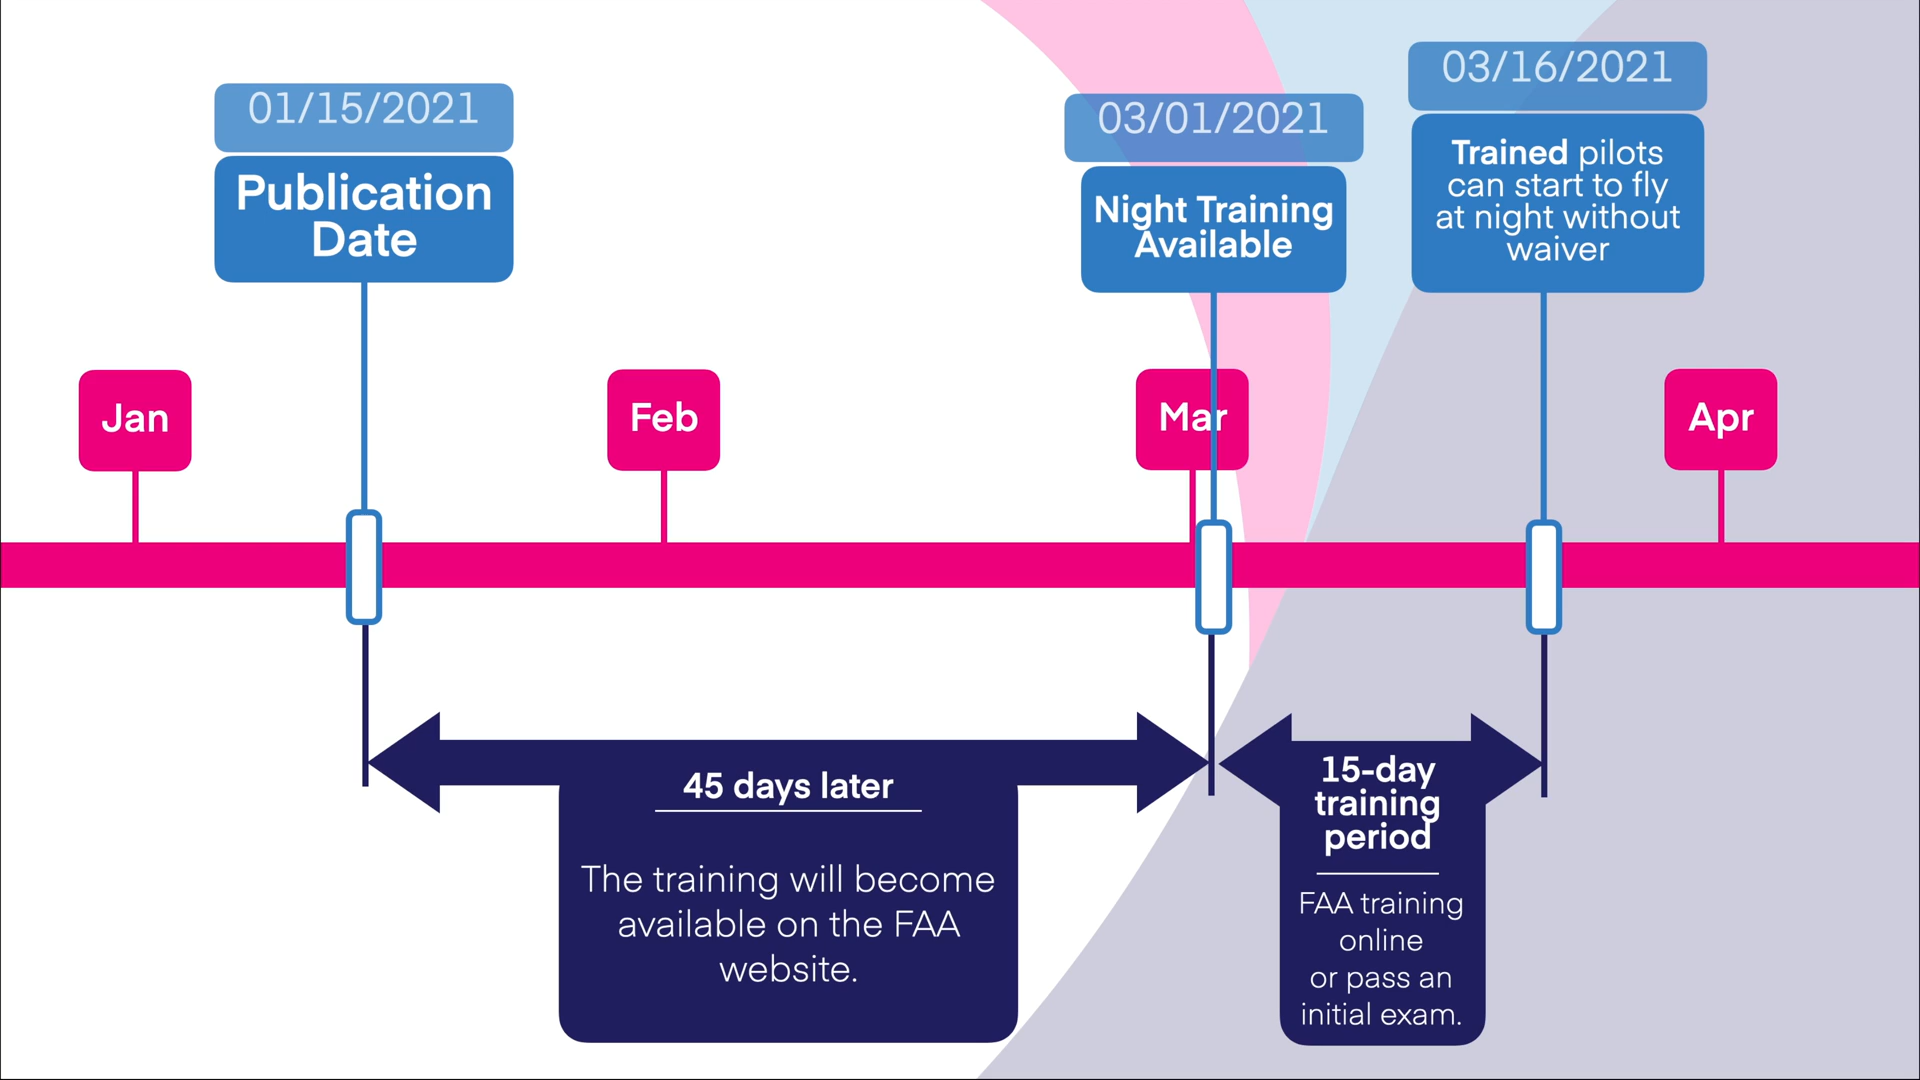 01/15/2021
Publication
Date
03/01/2021
Night Training
Available
03/16/2021
Trained pilots
can start to fly
at night without
waiver
Jan
Feb
Mar
Apr
45 days later
The training will become
available on the FAA
website.
15-day
training
period
FAA training
online
or pass an
initial exam.